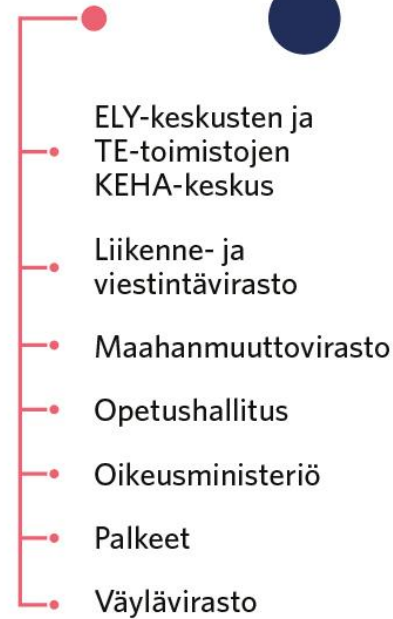 ELY-keskusten ja
TE-toimistojen
KEHA-keskus
Liikenne- ja
viestintävirasto
Maahanmuuttovirasto
Opetushallitus
Oikeusministeriö
Palkeet
Väylävirasto